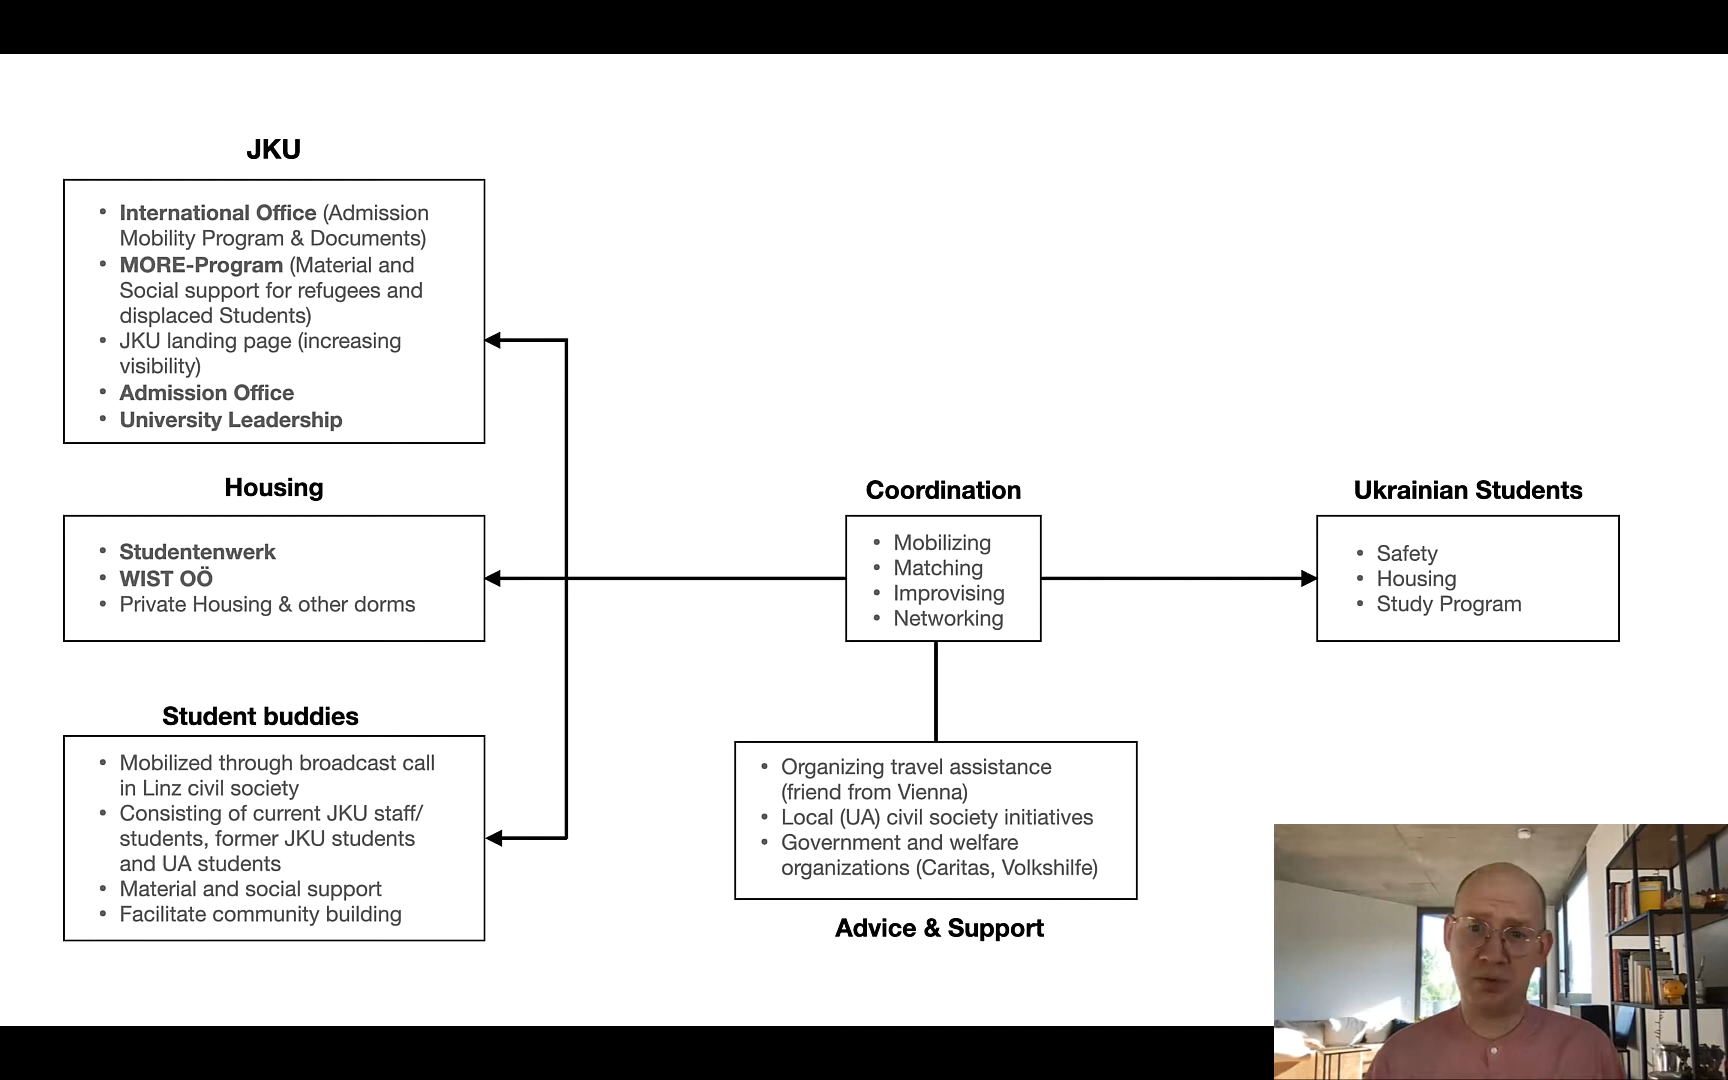 JKU
• International Office (Admission
Mobility Program & Documents)
• MORE-Program (Material and
Social support for refugees and
displaced Students)
• JKU landing page (increasing
visibility)
• Admission Office
• University Leadership
Housing
• Studentenwerk
• WIST OÖ
• Private Housing & other dorms
Student buddies
• Mobilized through broadcast call
in Linz civil society
• Consisting of current JKU staff/
students, former JKU students
and UA students
• Material and social support
• Facilitate community building
Coordination
• Mobilizing
• Matching
• Improvising
• Networking
• Organizing travel assistance
(friend from Vienna)
• Local (UA) civil society initiatives
• Government and welfare
organizations (Caritas, Volkshilfe)
Advice & Support
Ukrainian Students
• Safety
• Housing
• Study Program